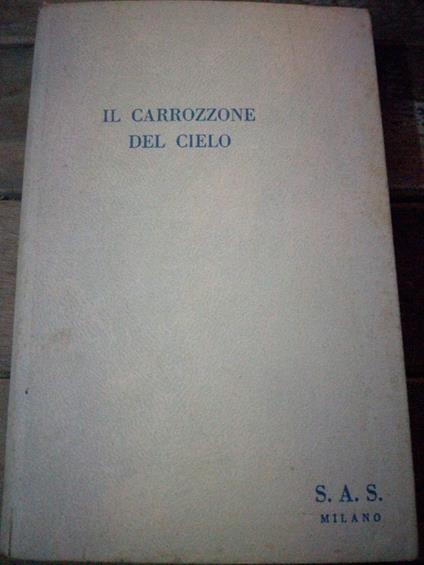 IL CARROZZONE
DEL CIELO
S. A. S.
MILANO